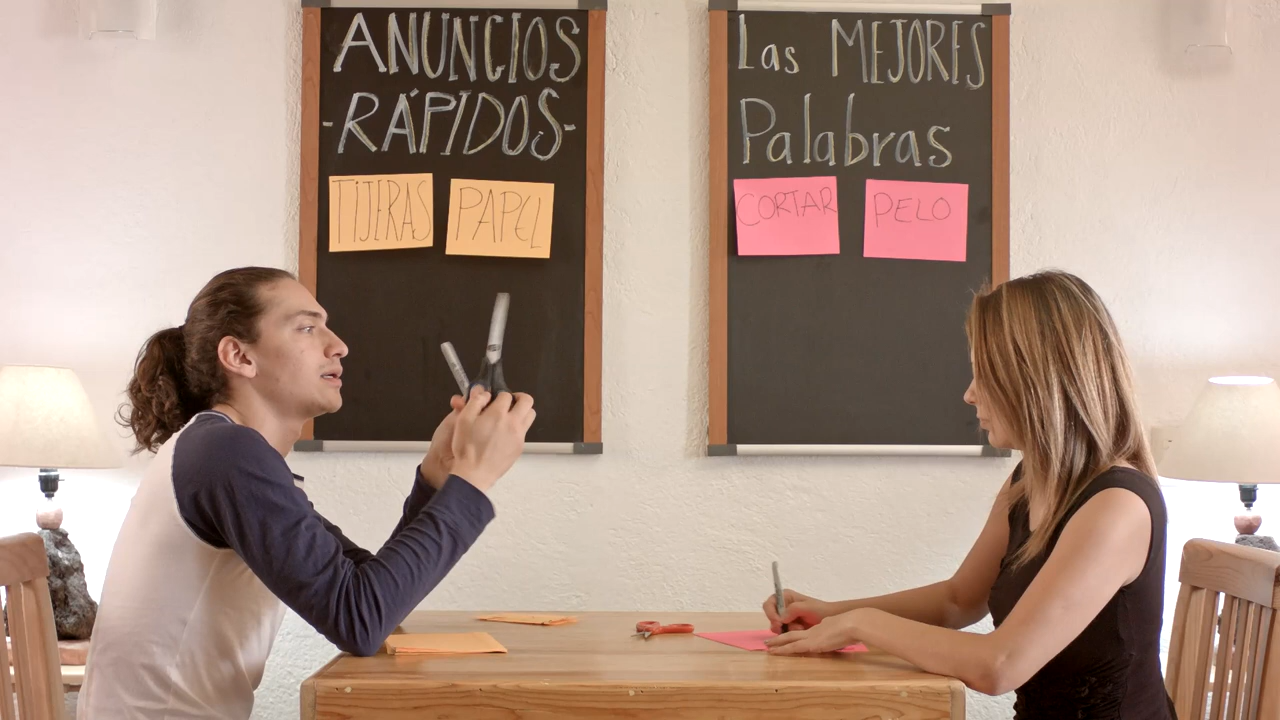 ANUNCIOS
-RÁPIDOS-
TIJERAS
PAPEL
Las MEJORES
Palabras
CORTAR
PELO